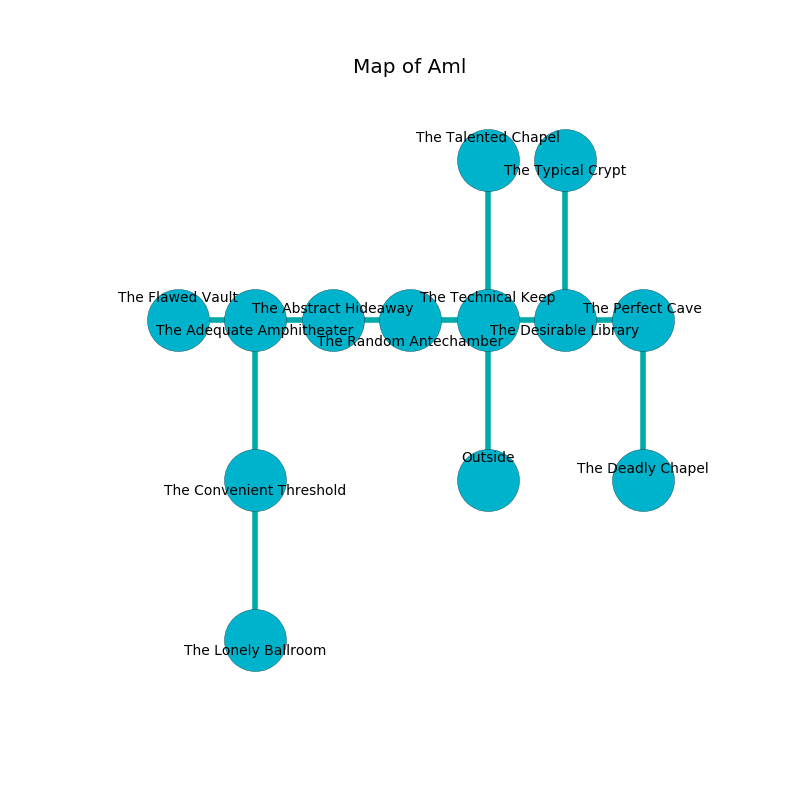 Map of Aml
The Talented Chapel
The Typical Crypt
The Flawed Vault
The Technical Keep
The Abstract Hideaway
The Perfect Cave
The Adequate Amphitheater
The Desirable Library
The Random Antechamber
Outside
The Deadly Chapel
The Convenient Threshold
The Lonely Ballroom